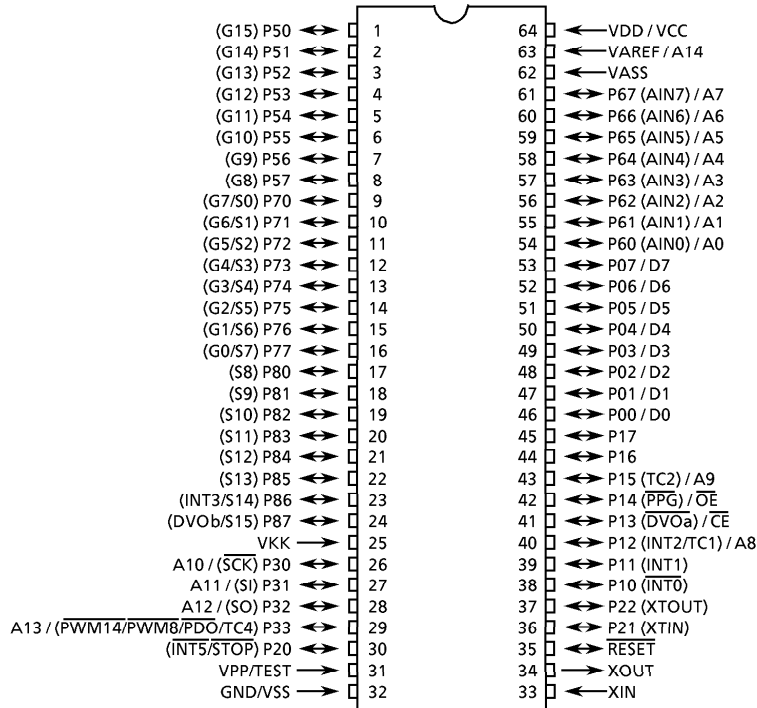 (G15) P50 1 64 VDD / VCC
(G14) P51 2 63 VAREF / A14
(G13) P52 3 62 VASS
(G12) P53 4 61 P67 (AIN7) / A7
(G11) P54 5 60 P66 (AIN6) / A6
(G10) P55 6 59 P65 (AIN5) / A5
(G9) P56 7 58 P64 (AIN4) / A4
(G8) P57 8 57 P63 (AIN3) / A3
(G7/S0) P70 9 56 P62 (AIN2) / A2
(G6/S1) P71 10 55 P61 (AIN1) / A1
(G5/S2) P72 11 54 P60 (AIN0) / A0
(G4/S3) P73 12 53 P07 / D7
(G3/S4) P74 13 52 P06 / D6
(G2/S5) P75 14 51 P05 / D5
(G1/S6) P76 15 50 P04 / D4
(G0/S7) P77 16 49 P03 / D3
(S8) P80 17 48 P02 / D2
(S9) P81 18 47 P01 / D1
(S10) P82 19 46 P00 / D0
(S11) P83 20 45 P17
(S12) P84 21 44 P16
(S13) P85 22 43 P15 (TC2) / A9
(INT3/S14) P86 23 42 P14 (PPG) / OE
(DVOb/S15) P87 24 41 P13 (DVOa) / CE
VKK 25 40 P12 (INT2/TC1) / A8
A10 / (SCK) P30 26 39 P11 (INT1)
A11 / (SI) P31 27 38 P10 (INT0)
A12 / (SO) P32 28 37 P22 (XTOUT)
A13 / (PWM14/PWM8/PDO/TC4) P33 29 36 P21 (XTIN)
(INT5/STOP) P20 30 35 RESET
VPP/TEST 31 34 XOUT
GND/VSS 32 33 XIN